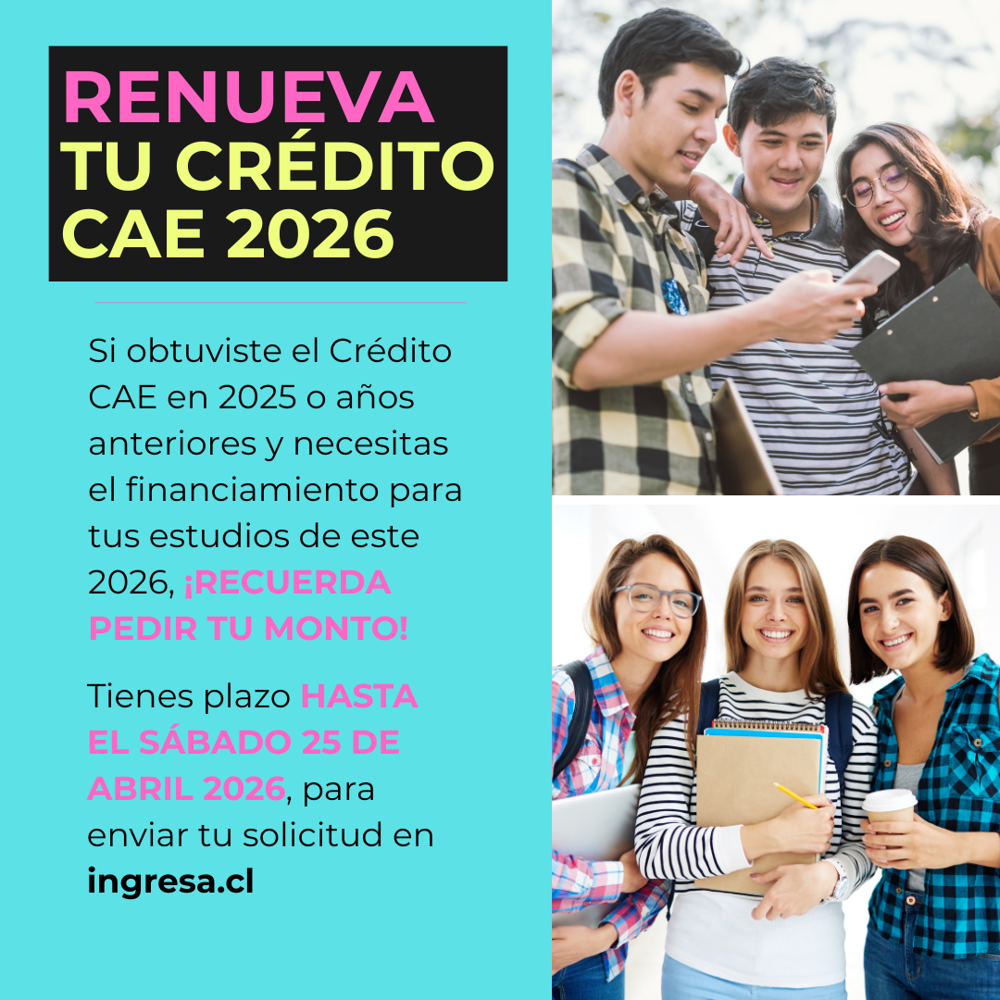 RENUEVA
TU CRÉDITO
CAE 2026
Si obtuviste el Crédito
CAE en 2025 o años
anteriores y necesitas
el financiamiento para
tus estudios de este
2026, ¡RECUERDA
PEDIR TU MONTO!
Tienes plazo HASTA
EL SÁBADO 25 DE
ABRIL 2026, para
enviar tu solicitud en
ingresa.cl